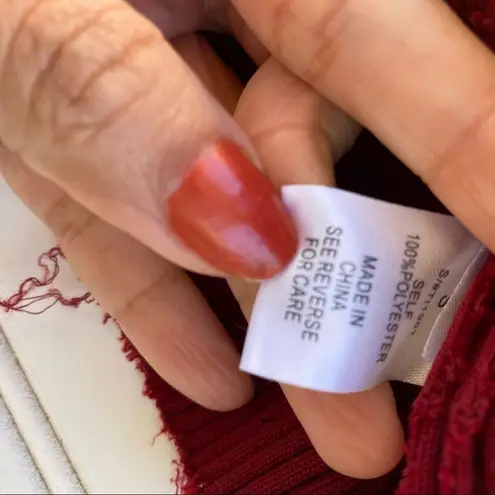 SELF
100%POLYESTER
MADE IN
CHINA
SEE REVERSE
FOR CARE